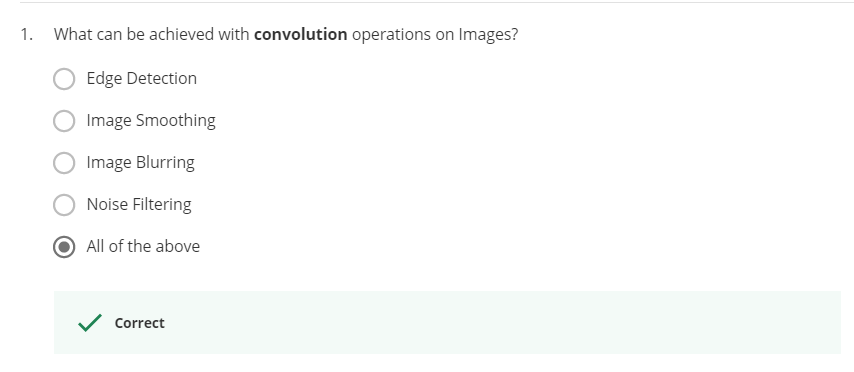 1. What can be achieved with convolution operations on Images?
Edge Detection
Image Smoothing
Image Blurring
Noise Filtering
All of the above
Correct